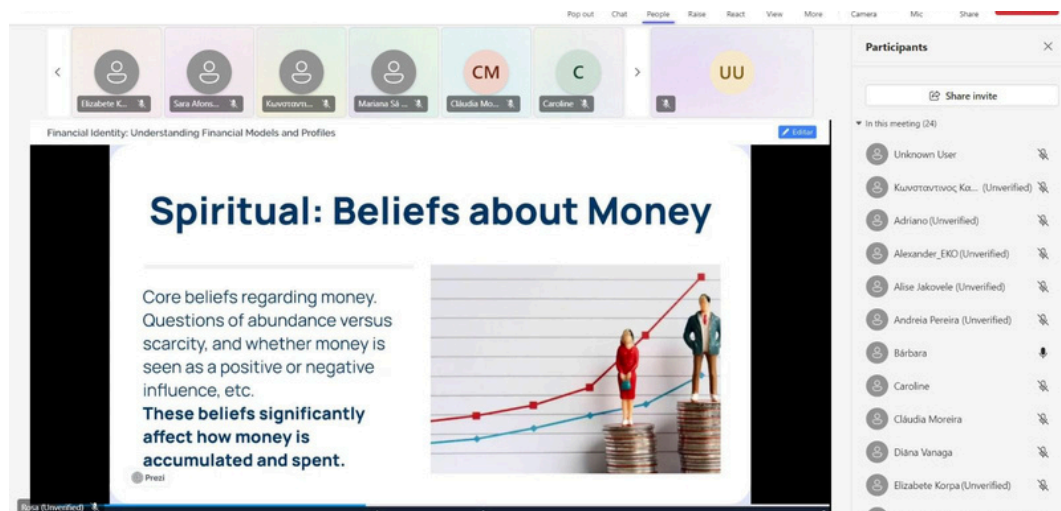 Pop out Chat People Raise React View More Camera Mic Share
Elizabete K...
Sara Afons...
Κωνσταντι...
Mariana Sá ...
CM
Cláudia Mo...
C
Caroline
UU
Financial Identity: Understanding Financial Models and Profiles
Editar
Spiritual: Beliefs about Money
Core beliefs regarding money.
Questions of abundance versus
scarcity, and whether money is
seen as a positive or negative
influence, etc.
These beliefs significantly
affect how money is
accumulated and spent.
Prezi
Rosa (Unverified)
Participants
Share invite
In this meeting (24)
Unknown User
Κωνσταντινος Κα... (Unverified)
Adriano (Unverified)
Alexander_EKO (Unverified)
Alise Jakovele (Unverified)
Andreia Pereira (Unverified)
Bárbara
Caroline
Cláudia Moreira
Diāna Vanaga
Elizabete Korpa (Unverified)